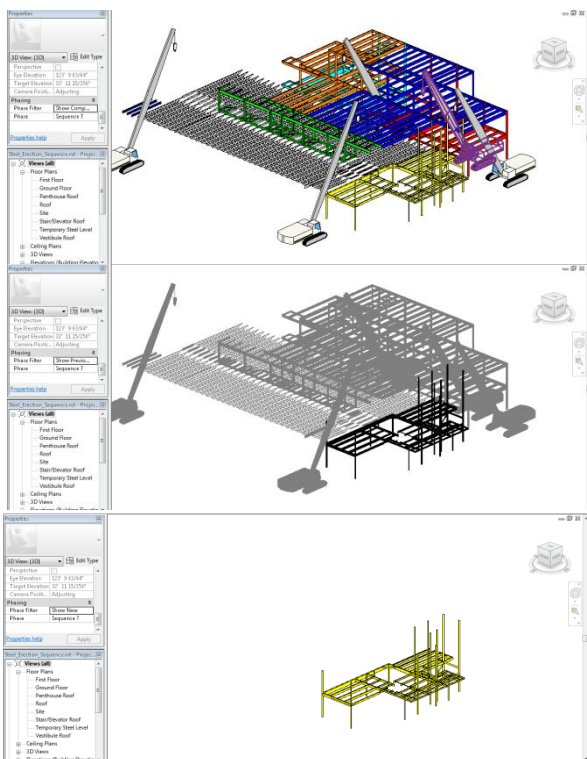 Properties
3D View: {3D}
Edit Type
Perspective
Eye Elevation 123' 9 63/64"
Target Elevation 32' 11 15/256"
Camera Positi... Adjusting
Phasing
Phase Filter Show Comp...
Phase Sequence 7
Properties help Apply
Steel_Erection_Sequence.rvt - Projec...
Views (all)
Floor Plans
First Floor
Ground Floor
Penthouse Roof
Roof
Site
Stair/Elevator Roof
Temporary Steel Level
Vestibule Roof
Ceiling Plans
3D Views
Elevations (Building Elevatio
Properties
3D View: {3D}
Edit Type
Perspective
Eye Elevation 123' 9 63/64"
Target Elevation 32' 11 15/256"
Camera Positi... Adjusting
Phasing
Phase Filter Show Previo...
Phase Sequence 7
Properties help Apply
Steel_Erection_Sequence.rvt - Projec...
Views (all)
Floor Plans
First Floor
Ground Floor
Penthouse Roof
Roof
Site
Stair/Elevator Roof
Temporary Steel Level
Vestibule Roof
Ceiling Plans
3D Views
Properties
3D View: {3D}
Edit Type
Perspective
Eye Elevation 123' 9 63/64"
Target Elevation 32' 11 15/256"
Camera Positi... Adjusting
Phasing
Phase Filter Show New
Phase Sequence 7
Properties help Apply
Steel_Erection_Sequence.rvt - Projec...
Views (all)
Floor Plans
First Floor
Ground Floor
Penthouse Roof
Roof
Site
Stair/Elevator Roof
Temporary Steel Level
Vestibule Roof
Ceiling Plans
3D Views